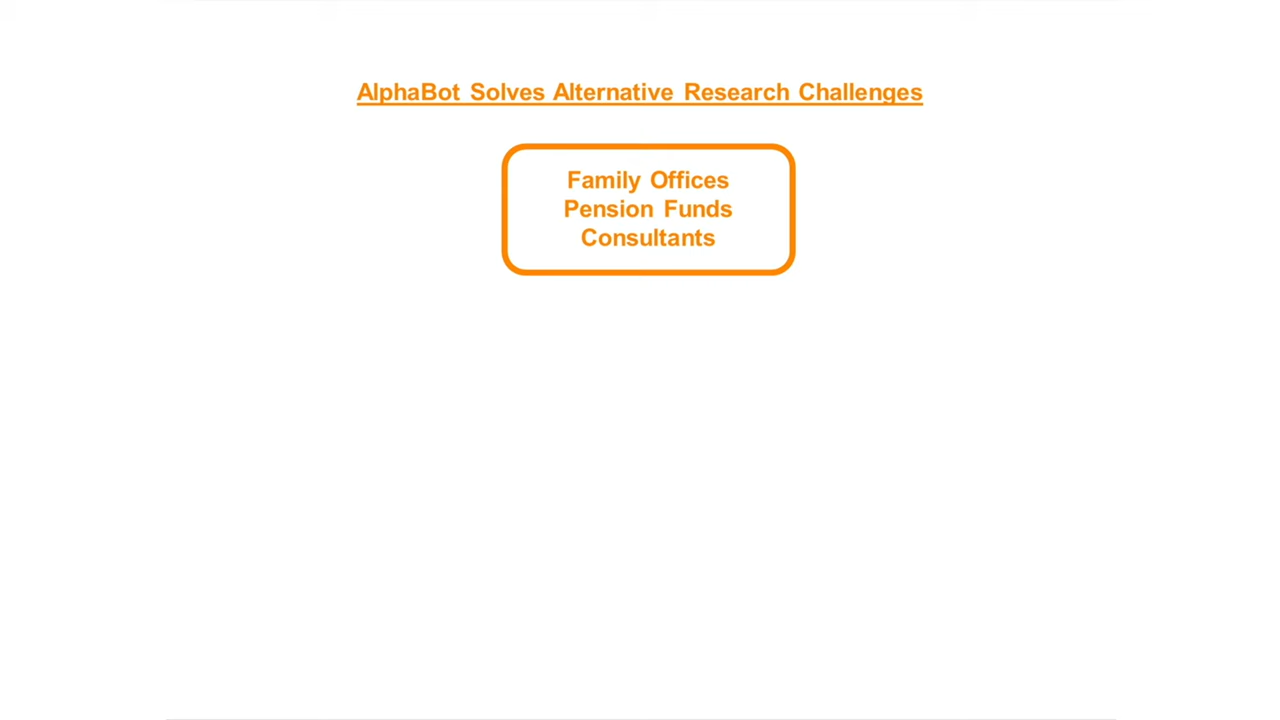 AlphaBot Solves Alternative Research Challenges
Family Offices
Pension Funds
Consultants